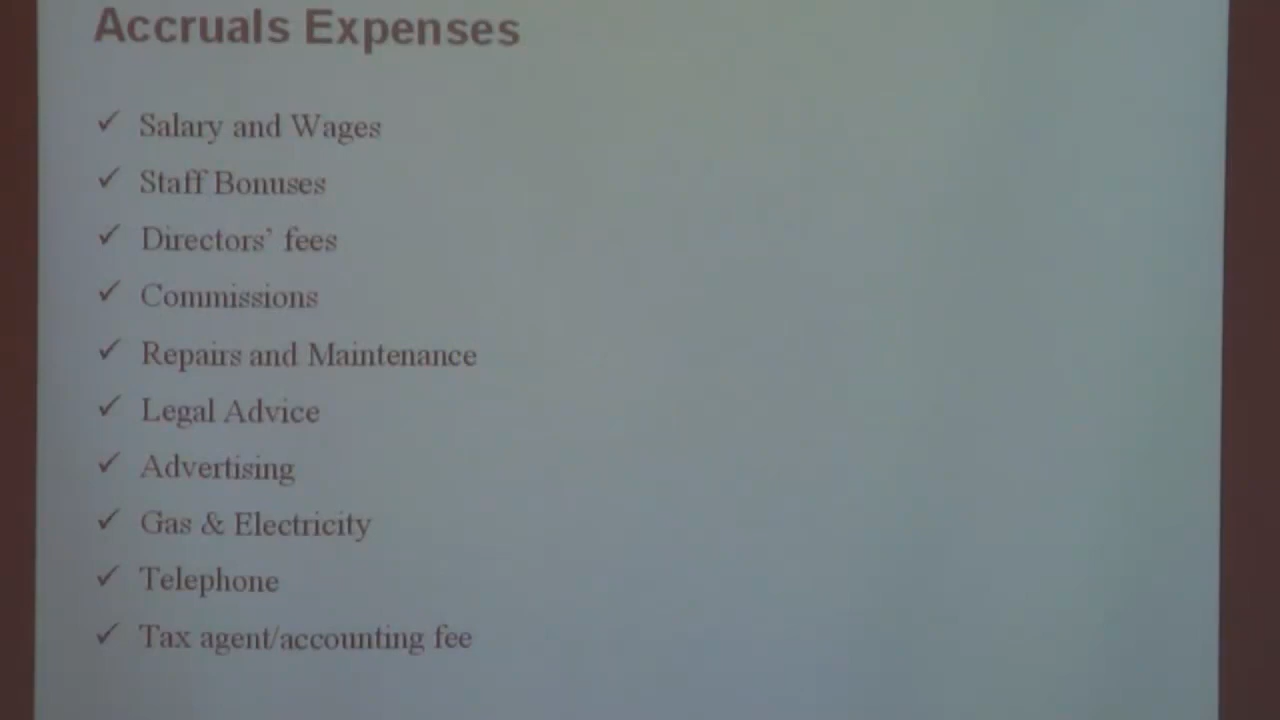 Accruals Expenses
✓ Salary and Wages
✓ Staff Bonuses
✓ Directors’ fees
✓ Commissions
✓ Repairs and Maintenance
✓ Legal Advice
✓ Advertising
✓ Gas & Electricity
✓ Telephone
✓ Tax agent/accounting fee